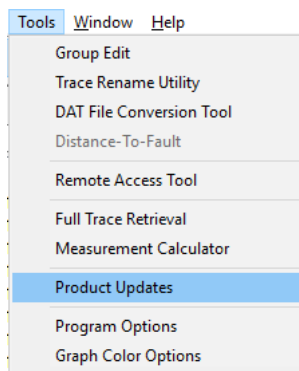 Tools Window Help
Group Edit
Trace Rename Utility
DAT File Conversion Tool
Distance-To-Fault
Remote Access Tool
Full Trace Retrieval
Measurement Calculator
Product Updates
Program Options
Graph Color Options